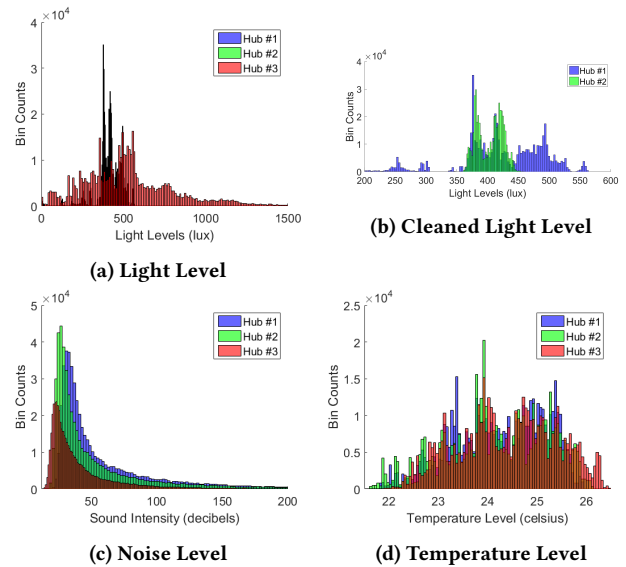 ×10⁴
4
3
2
1
0
Bin Counts
0
500
1000
1500
Light Levels (lux)
Hub #1
Hub #2
Hub #3
(a) Light Level
×10⁴
4
3
2
1
0
Bin Counts
200
250
300
350
400
450
500
550
600
Light Levels (lux)
Hub #1
Hub #2
(b) Cleaned Light Level
×10⁴
5
4
3
2
1
0
Bin Counts
50
100
150
200
Sound Intensity (decibels)
Hub #1
Hub #2
Hub #3
(c) Noise Level
×10⁴
2.5
2
1.5
1
0.5
0
Bin Counts
22
23
24
25
26
Temperature Level (celsius)
Hub #1
Hub #2
Hub #3
(d) Temperature Level